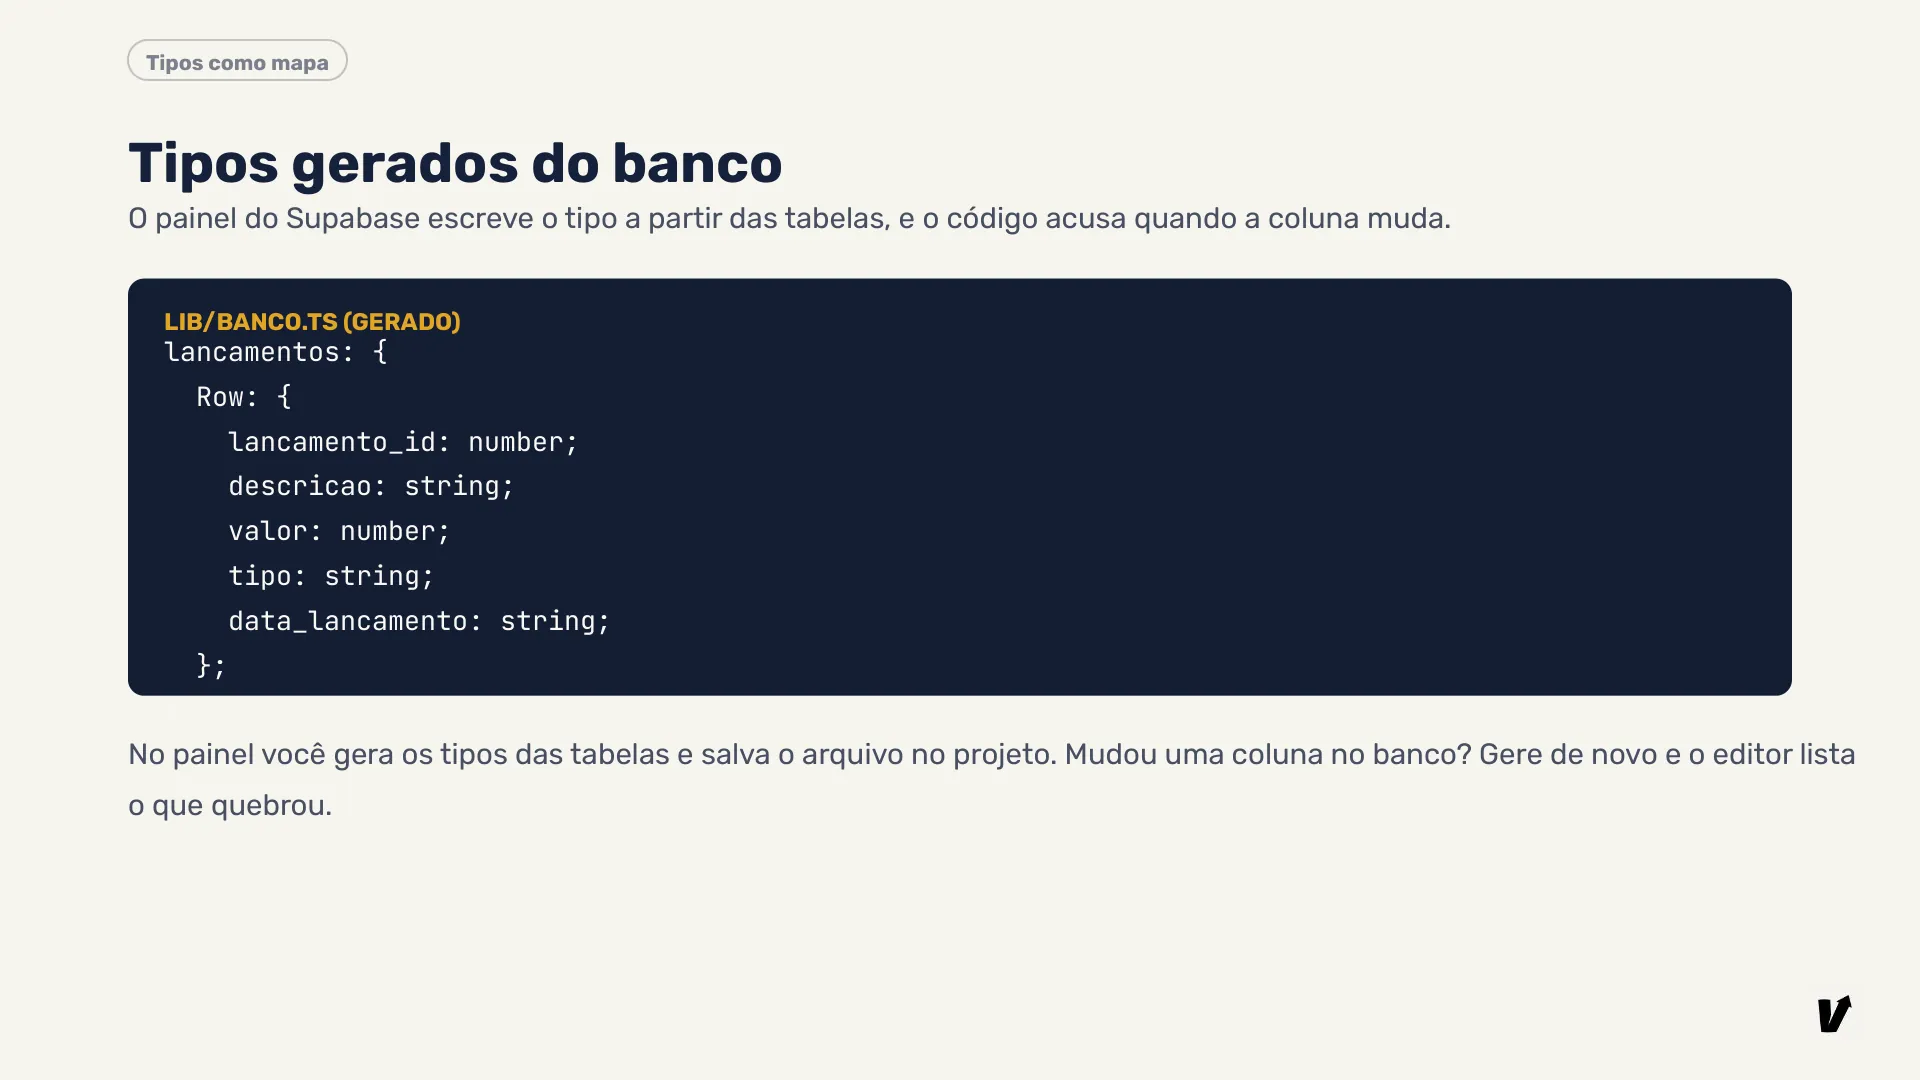 Tipos como mapa
Tipos gerados do banco
O painel do Supabase escreve o tipo a partir das tabelas, e o código acusa quando a coluna muda.
LIB/BANCO.TS (GERADO)
lancamentos: {
  Row: {
    lancamento_id: number;
    descricao: string;
    valor: number;
    tipo: string;
    data_lancamento: string;
  };
No painel você gera os tipos das tabelas e salva o arquivo no projeto. Mudou uma coluna no banco? Gere de novo e o editor lista
o que quebrou.